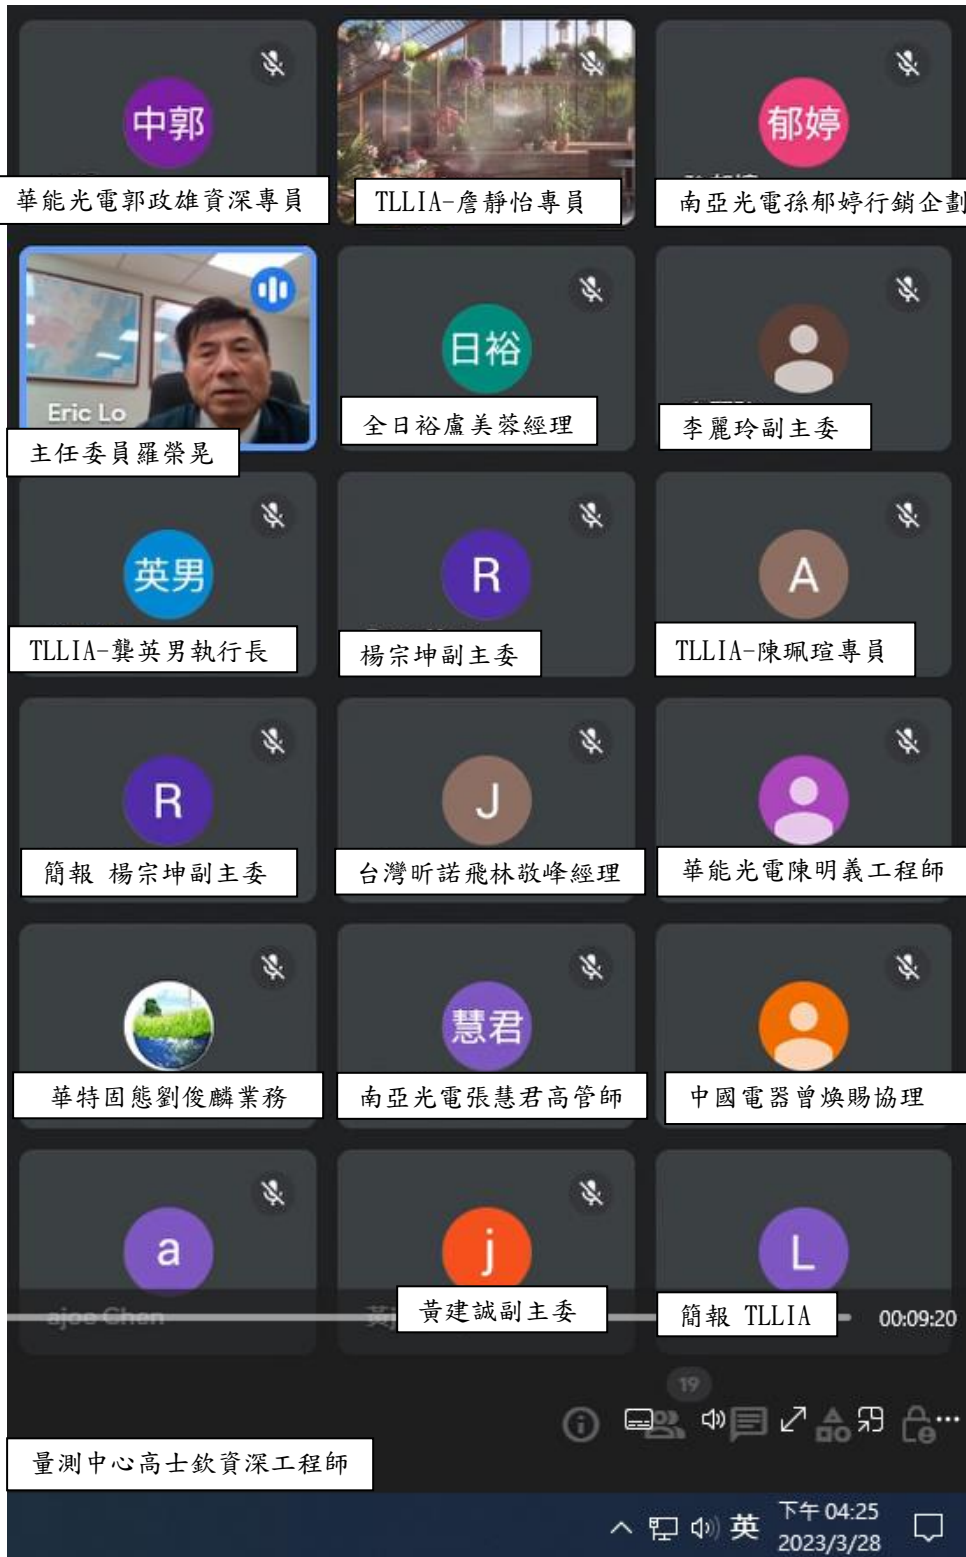 中郭
郁婷
華能光電郭政雄資深專員
TLLIA-詹靜怡專員
南亞光電孫郁婷行銷企劃
日裕
Eric Lo
主任委員羅榮晃
全日裕盧美蓉經理
李麗玲副主委
英男
R
A
TLLIA-龔英男執行長
楊宗坤副主委
TLLIA-陳珮瑄專員
R
J
簡報 楊宗坤副主委
台灣昕諾飛林敬峰經理
華能光電陳明義工程師
慧君
華特固態劉俊麟業務
南亞光電張慧君高管師
中國電器曾煥賜協理
a
j
L
ajoe Chen
黃建誠副主委
簡報 TLLIA
00:09:20
19
量測中心高士欽資深工程師
英
下午 04:25
2023/3/28